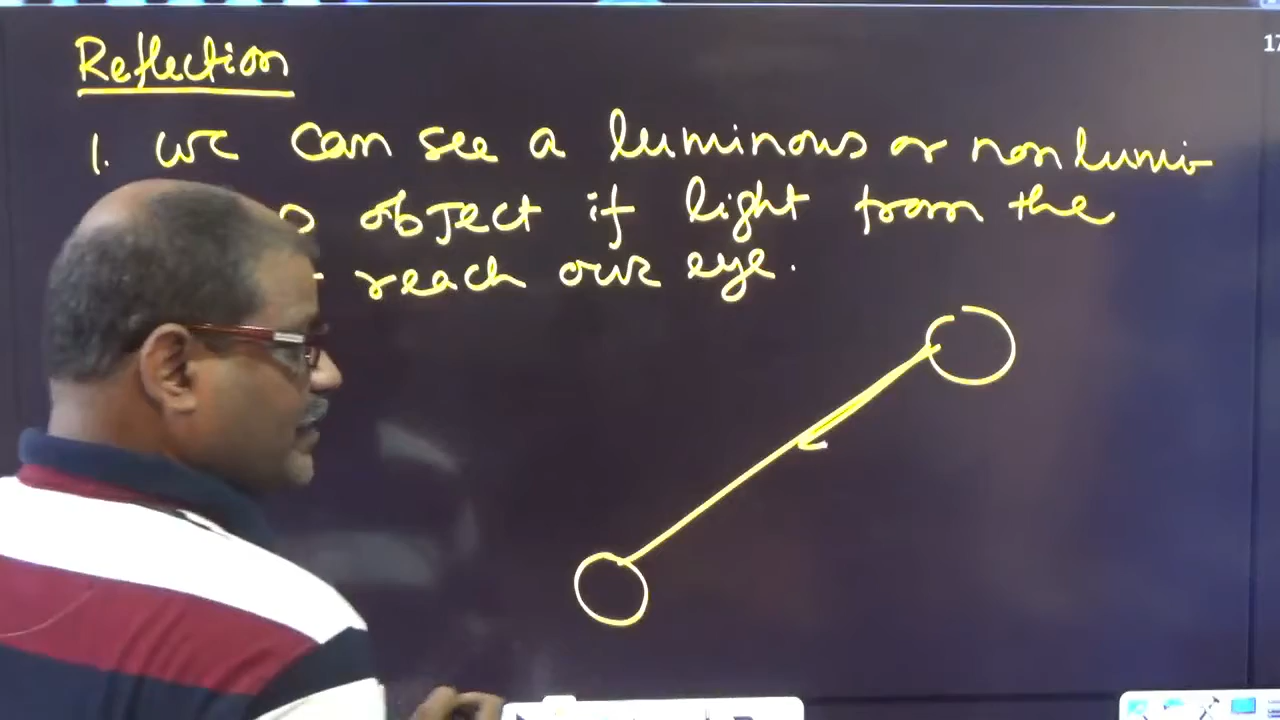 Reflection
1. we can see a luminous or non lumi-
object if light from the
reach our eye.